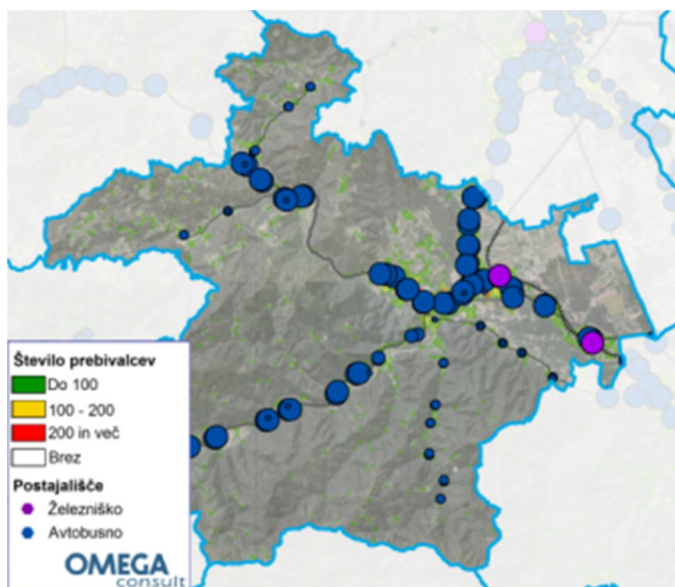 Število prebivalcev
Do 100
100 - 200
200 in več
Brez
Postajališče
Železniško
Avtobusno
OMEGA
consult